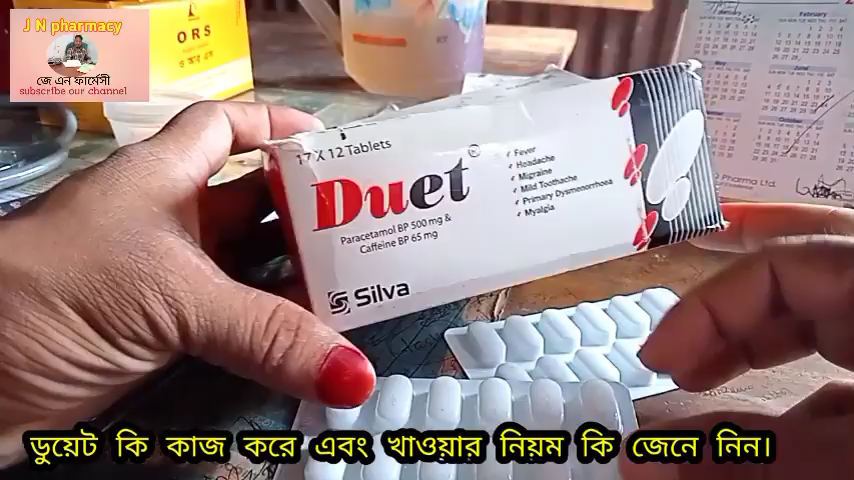 J N pharmacy
জে এন ফার্মেসী
subscribe our channel
ORS
17 X 12 Tablets
Duet®
Paracetamol BP 500 mg &
Caffeine BP 65 mg
Silva
✓ Fever
✓ Headache
✓ Migraine
✓ Mild Toothache
✓ Primary Dysmenorrhoea
✓ Myalgia
February
Pharma Ltd.
ডুয়েট কি কাজ করে এবং খাওয়ার নিয়ম কি জেনে নিন।